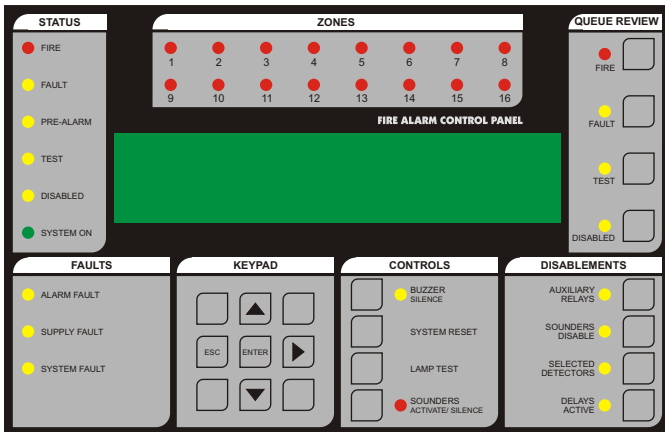 STATUS
FIRE
FAULT
PRE-ALARM
TEST
DISABLED
SYSTEM ON
ZONES
1 2 3 4 5 6 7 8
9 10 11 12 13 14 15 16
FIRE ALARM CONTROL PANEL
QUEUE REVIEW
FIRE
FAULT
TEST
DISABLED
FAULTS
ALARM FAULT
SUPPLY FAULT
SYSTEM FAULT
KEYPAD
ESC ENTER
CONTROLS
BUZZER
SILENCE
SYSTEM RESET
LAMP TEST
SOUNDERS
ACTIVATE/ SILENCE
DISABLEMENTS
AUXILIARY
RELAYS
SOUNDERS
DISABLE
SELECTED
DETECTORS
DELAYS
ACTIVE